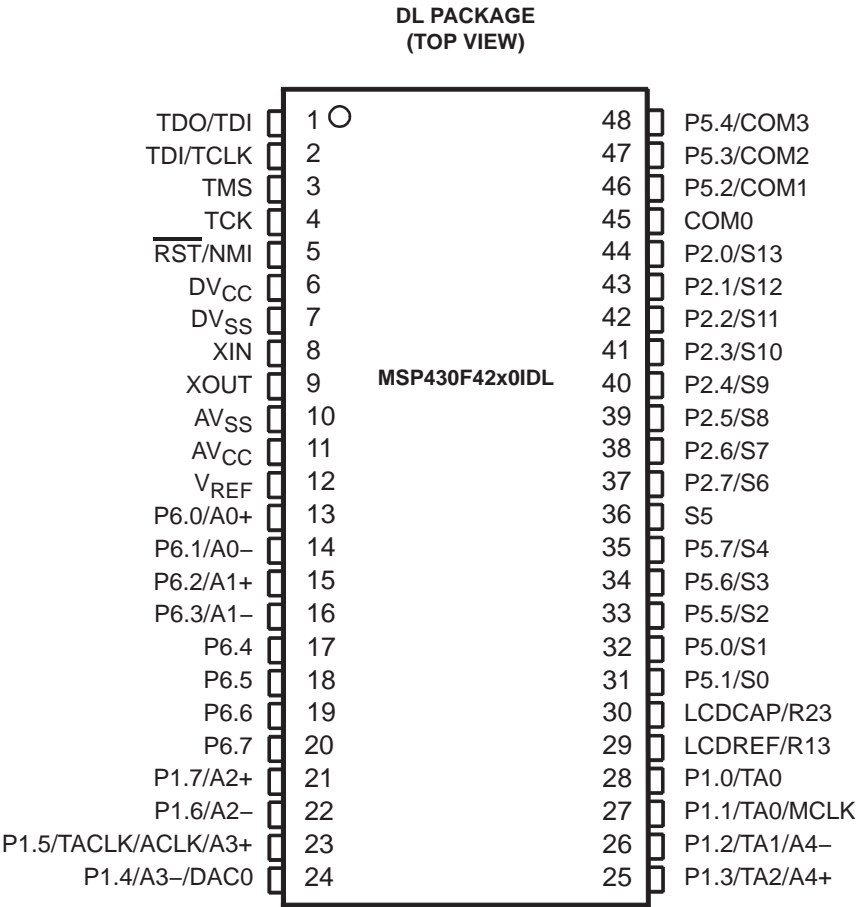 DL PACKAGE
(TOP VIEW)
TDO/TDI 1 48 P5.4/COM3
TDI/TCLK 2 47 P5.3/COM2
TMS 3 46 P5.2/COM1
TCK 4 45 COM0
R̅S̅T̅/NMI 5 44 P2.0/S13
DVCC 6 43 P2.1/S12
DVSS 7 42 P2.2/S11
XIN 8 41 P2.3/S10
XOUT 9 MSP430F42x0IDL 40 P2.4/S9
AVSS 10 39 P2.5/S8
AVCC 11 38 P2.6/S7
VREF 12 37 P2.7/S6
P6.0/A0+ 13 36 S5
P6.1/A0− 14 35 P5.7/S4
P6.2/A1+ 15 34 P5.6/S3
P6.3/A1− 16 33 P5.5/S2
P6.4 17 32 P5.0/S1
P6.5 18 31 P5.1/S0
P6.6 19 30 LCDCAP/R23
P6.7 20 29 LCDREF/R13
P1.7/A2+ 21 28 P1.0/TA0
P1.6/A2− 22 27 P1.1/TA0/MCLK
P1.5/TACLK/ACLK/A3+ 23 26 P1.2/TA1/A4−
P1.4/A3−/DAC0 24 25 P1.3/TA2/A4+